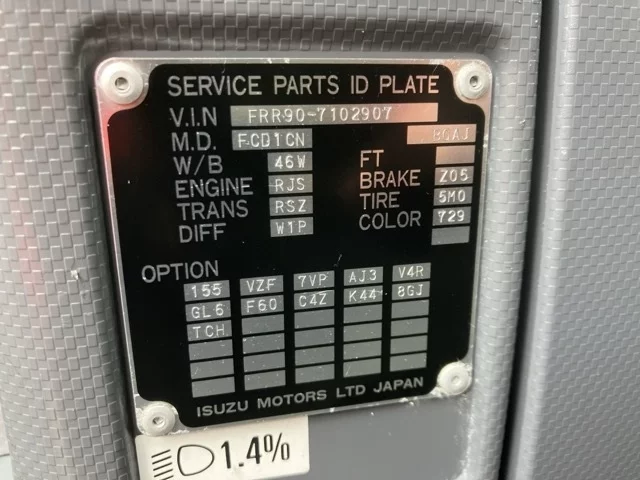 SERVICE PARTS ID PLATE
V.I.N FRR90-7102907
M.D. FCD1CN 8GAJ
W/B 46W FT
ENGINE RJS BRAKE Z05
TRANS RSZ TIRE 5M0
DIFF W1P COLOR 729
OPTION
155 VZF 7VP AJ3 V4R
GL6 F60 C4Z K44 8GJ
TCH
ISUZU MOTORS LTD JAPAN
1.4%